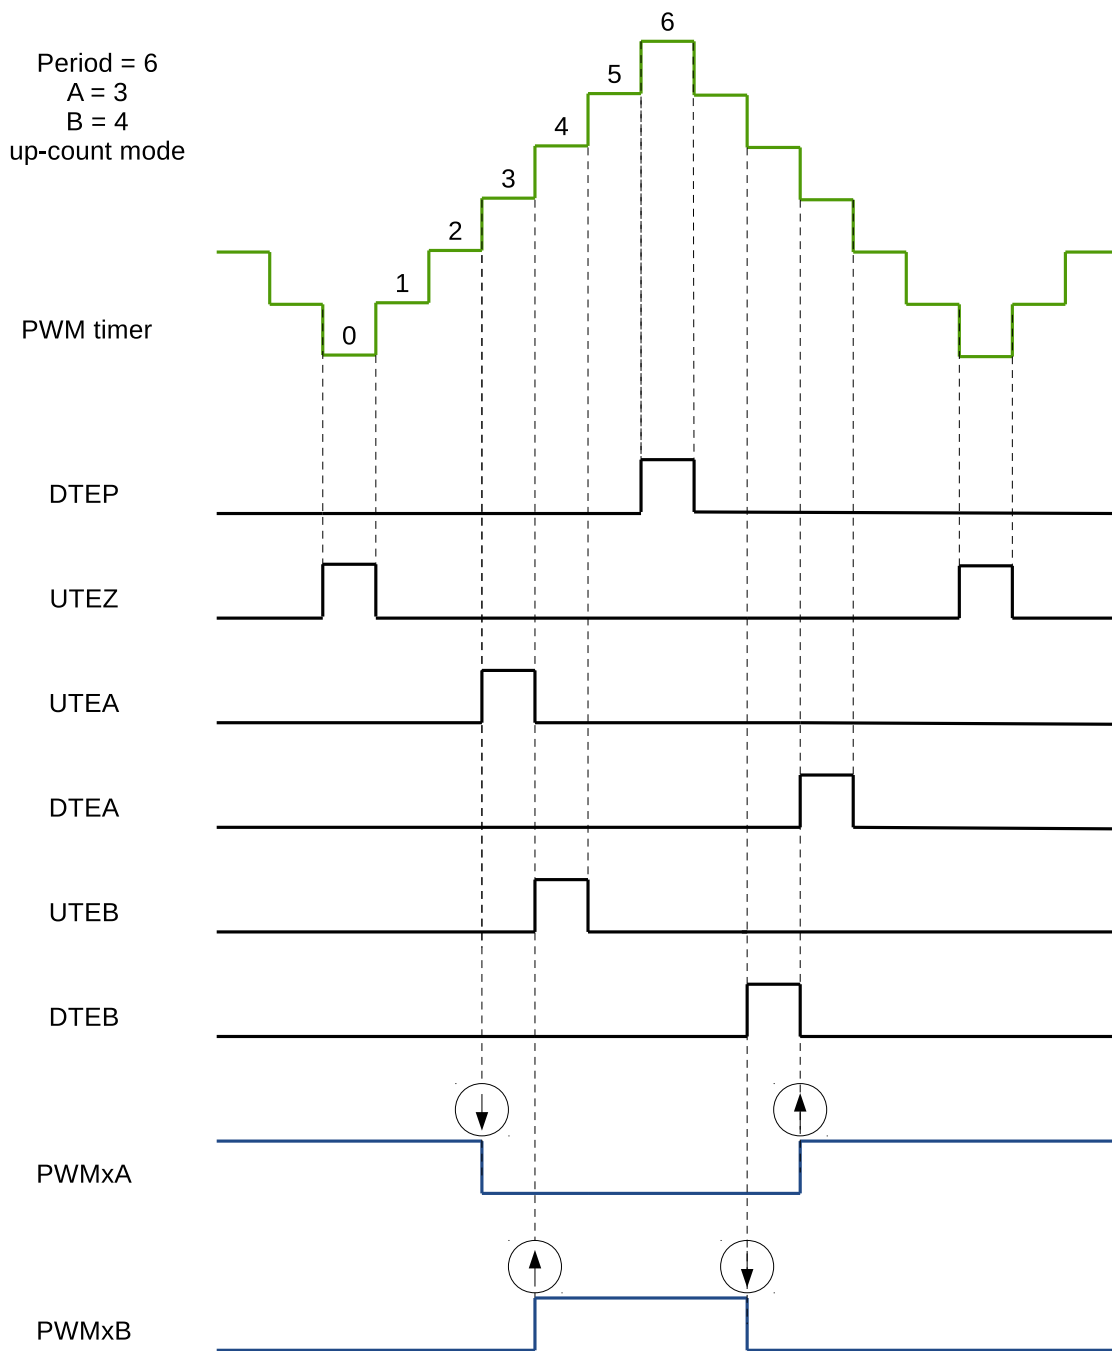 6
Period = 6
A = 3
B = 4
up-count mode
5
4
3
2
1
0
PWM timer
DTEP
UTEZ
UTEA
DTEA
UTEB
DTEB
PWMxA
PWMxB